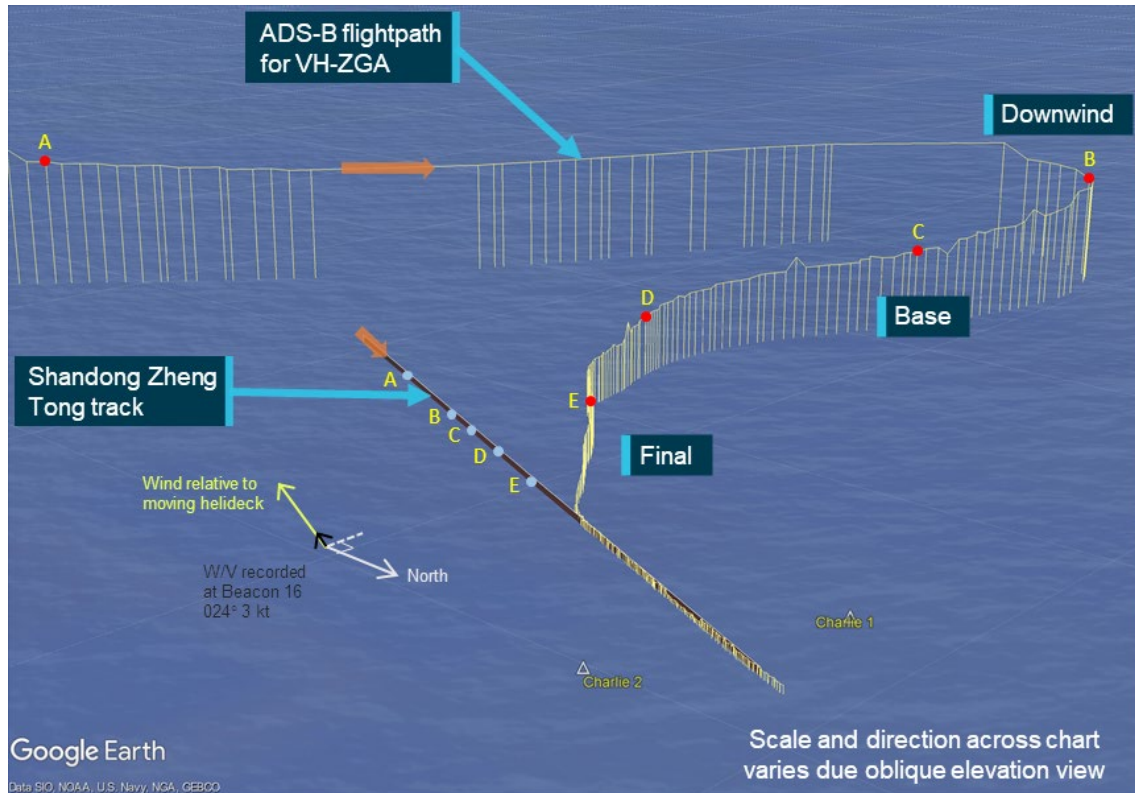 ADS-B flightpath
for VH-ZGA
Downwind
A
B
C
D
Base
E
Final
Shandong Zheng
Tong track
A
B
C
D
E
Wind relative to
moving helideck
North
W/V recorded
at Beacon 16
024° 3 kt
Charlie 1
Charlie 2
Google Earth
Data SIO, NOAA, U.S. Navy, NGA, GEBCO
Scale and direction across chart
varies due oblique elevation view